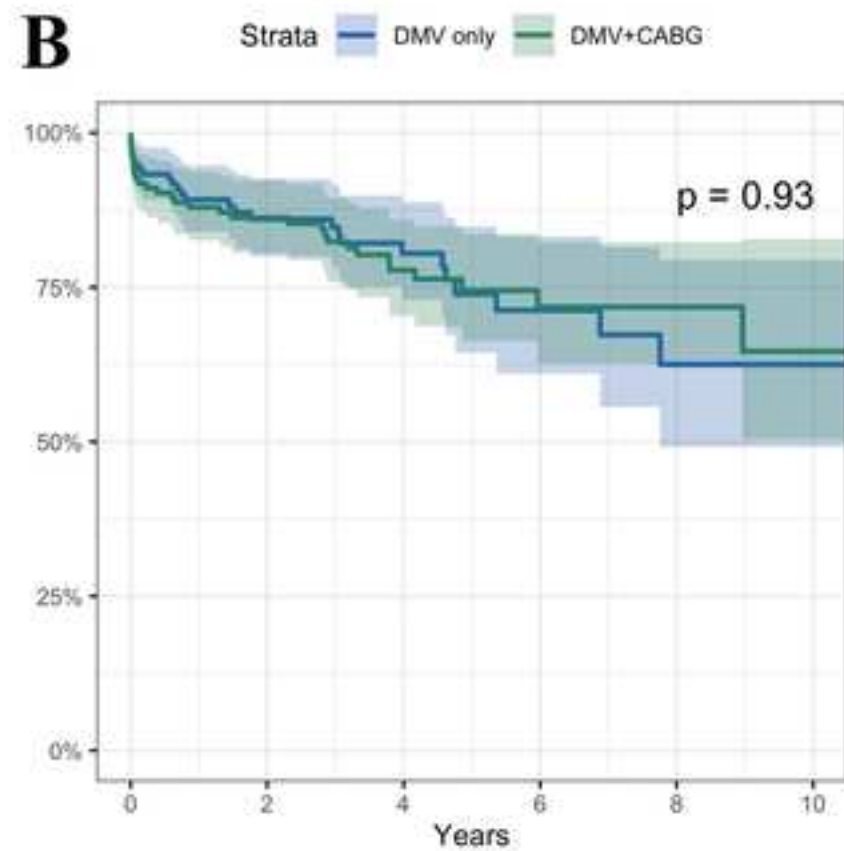 B
Strata DMV only DMV+CABG
100%
p = 0.93
75%
50%
25%
0%
0 2 4 6 8 10
Years